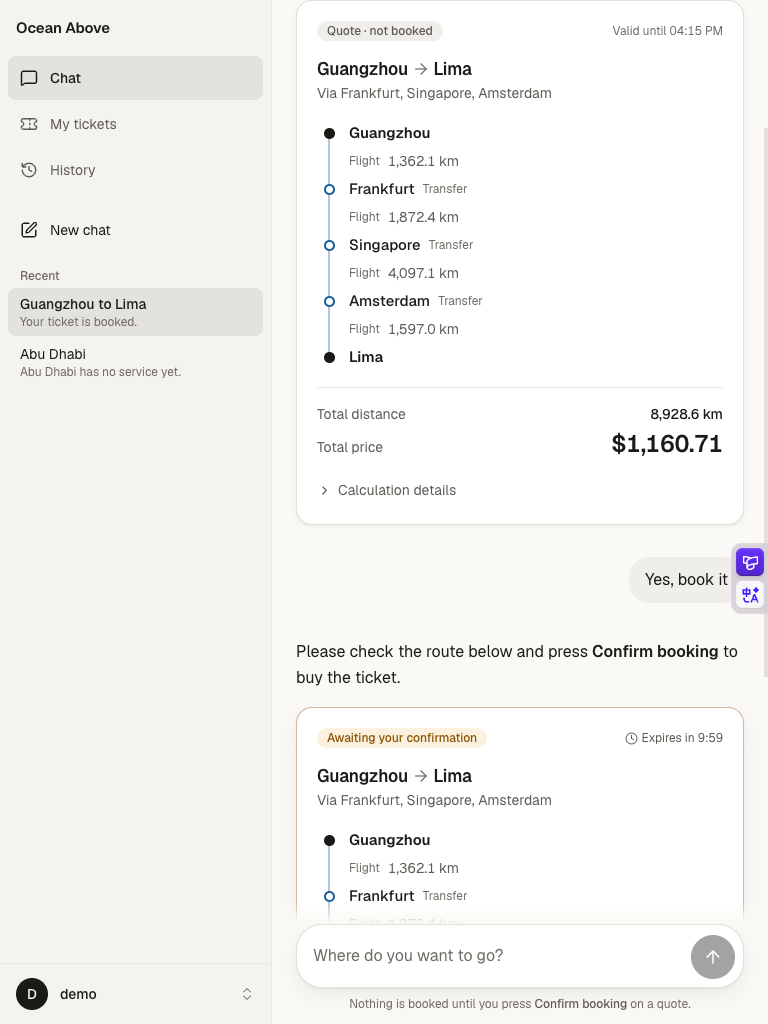 Ocean Above
Chat
My tickets
History
New chat
Recent
Guangzhou to Lima
Your ticket is booked.
Abu Dhabi
Abu Dhabi has no service yet.
D
demo
Quote · not booked
Valid until 04:15 PM
Guangzhou → Lima
Via Frankfurt, Singapore, Amsterdam
Guangzhou
Flight 1,362.1 km
Frankfurt Transfer
Flight 1,872.4 km
Singapore Transfer
Flight 4,097.1 km
Amsterdam Transfer
Flight 1,597.0 km
Lima
Total distance 8,928.6 km
Total price $1,160.71
Calculation details
Yes, book it
Please check the route below and press Confirm booking to
buy the ticket.
Awaiting your confirmation
Expires in 9:59
Guangzhou → Lima
Via Frankfurt, Singapore, Amsterdam
Guangzhou
Flight 1,362.1 km
Frankfurt Transfer
Where do you want to go?
Nothing is booked until you press Confirm booking on a quote.